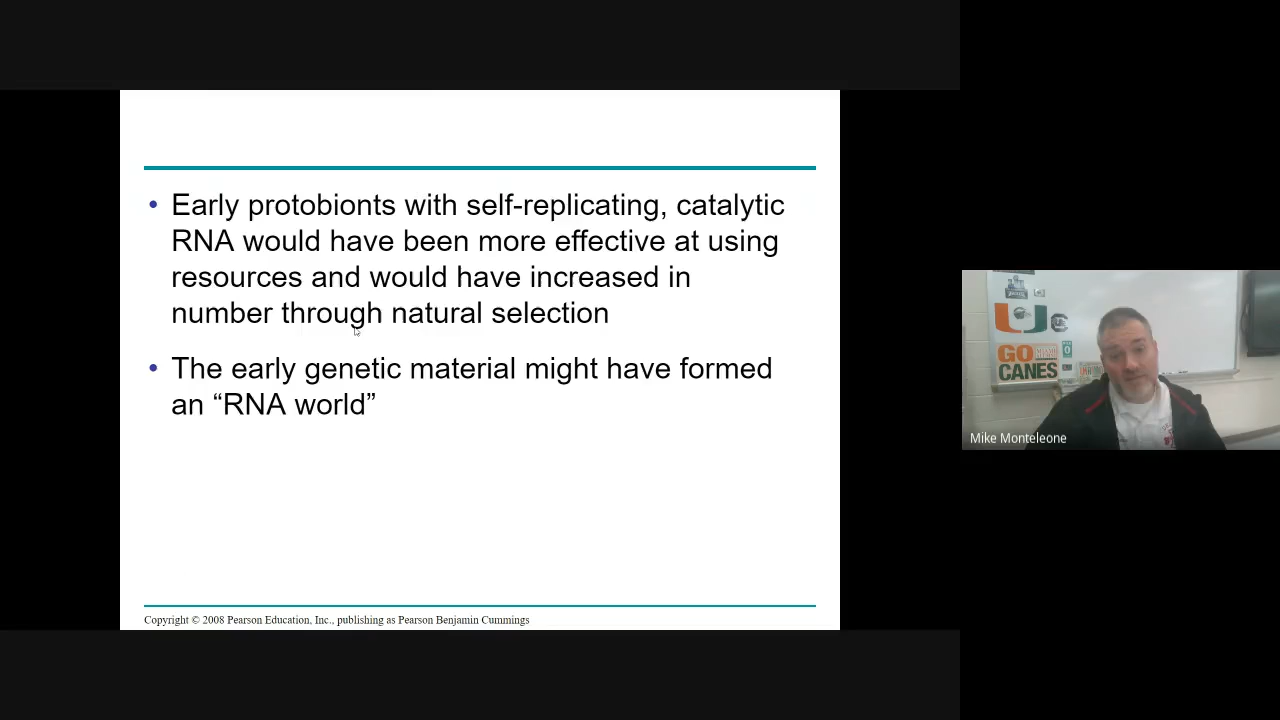 • Early protobionts with self-replicating, catalytic
RNA would have been more effective at using
resources and would have increased in
number through natural selection
• The early genetic material might have formed
an “RNA world”
Copyright © 2008 Pearson Education, Inc., publishing as Pearson Benjamin Cummings
GO
CANES
Mike Monteleone